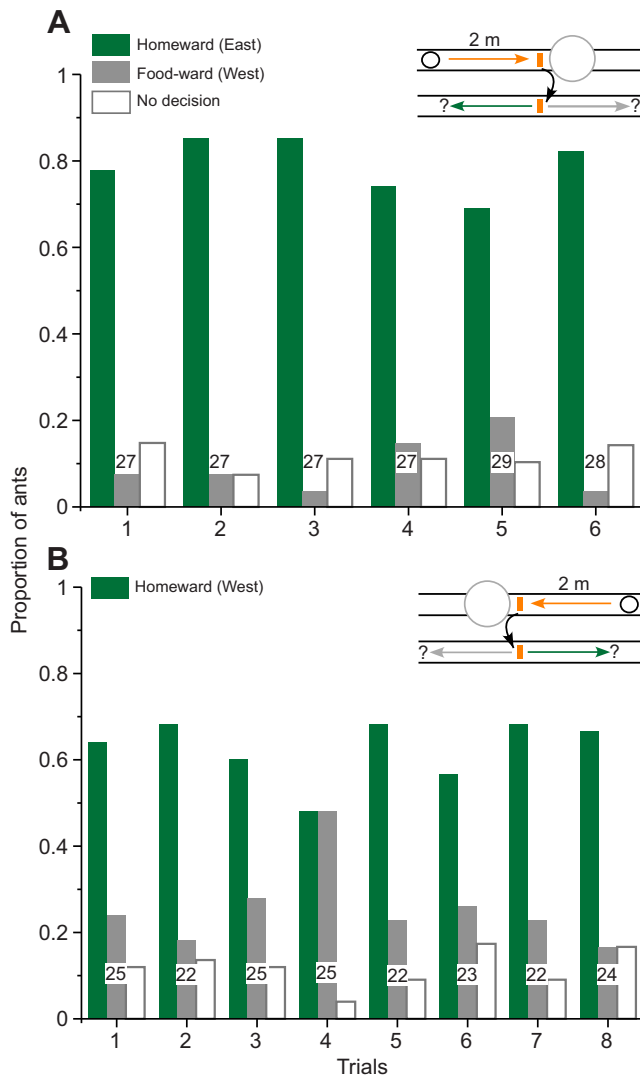 A
Homeward (East)
Food-ward (West)
No decision
2 m
? ?
1
0.8
0.6
0.4
0.2
0
27 27 27 27 29 28
1 2 3 4 5 6
Proportion of ants
B
Homeward (West)
2 m
? ?
1
0.8
0.6
0.4
0.2
0
25 22 25 25 22 23 22 24
1 2 3 4 5 6 7 8
Trials